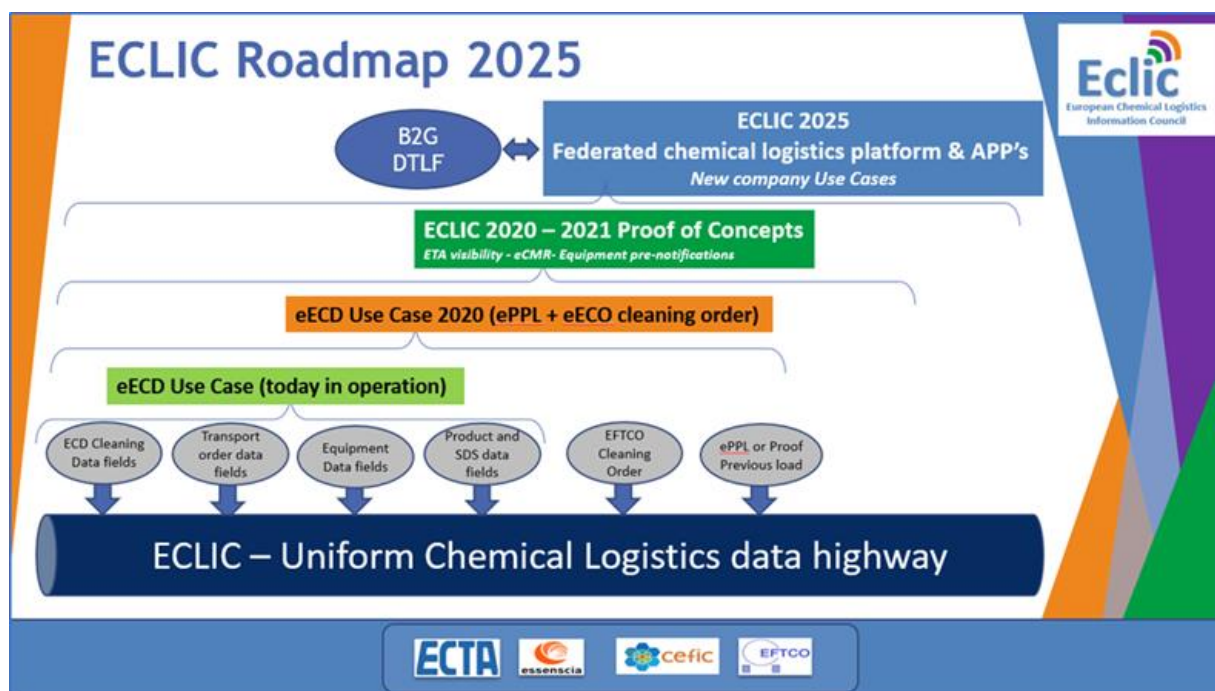 ECLIC Roadmap 2025
Eclic
European Chemical Logistics
Information Council
B2G
DTLF
ECLIC 2025
Federated chemical logistics platform & APP's
New company Use Cases
ECLIC 2020 – 2021 Proof of Concepts
ETA visibility - eCMR- Equipment pre-notifications
eECD Use Case 2020 (ePPL + eECO cleaning order)
eECD Use Case (today in operation)
ECD Cleaning
Data fields
Transport
order data
fields
Equipment
Data fields
Product and
SDS data
fields
EFTCO
Cleaning
Order
ePPL or Proof
Previous load
ECLIC – Uniform Chemical Logistics data highway
ECTA
essenscia
cefic
EFTCO